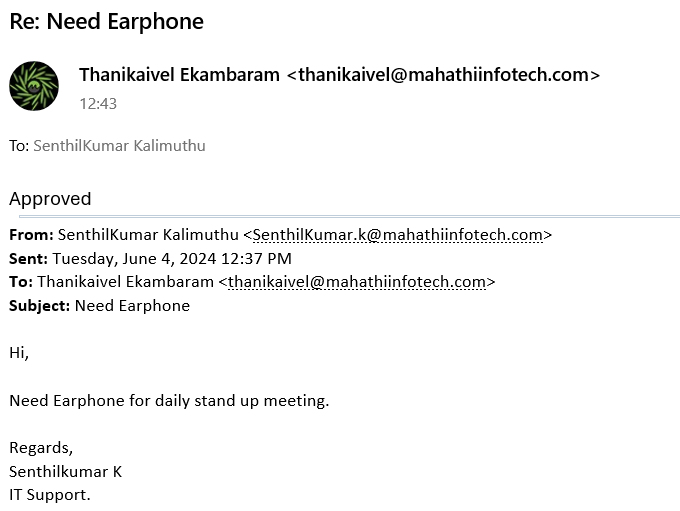 Re: Need Earphone
Thanikaivel Ekambaram <thanikaivel@mahathiinfotech.com>
12:43
To: SenthilKumar Kalimuthu
Approved
From: SenthilKumar Kalimuthu <SenthilKumar.k@mahathiinfotech.com>
Sent: Tuesday, June 4, 2024 12:37 PM
To: Thanikaivel Ekambaram <thanikaivel@mahathiinfotech.com>
Subject: Need Earphone
Hi,
Need Earphone for daily stand up meeting.
Regards,
Senthilkumar K
IT Support.